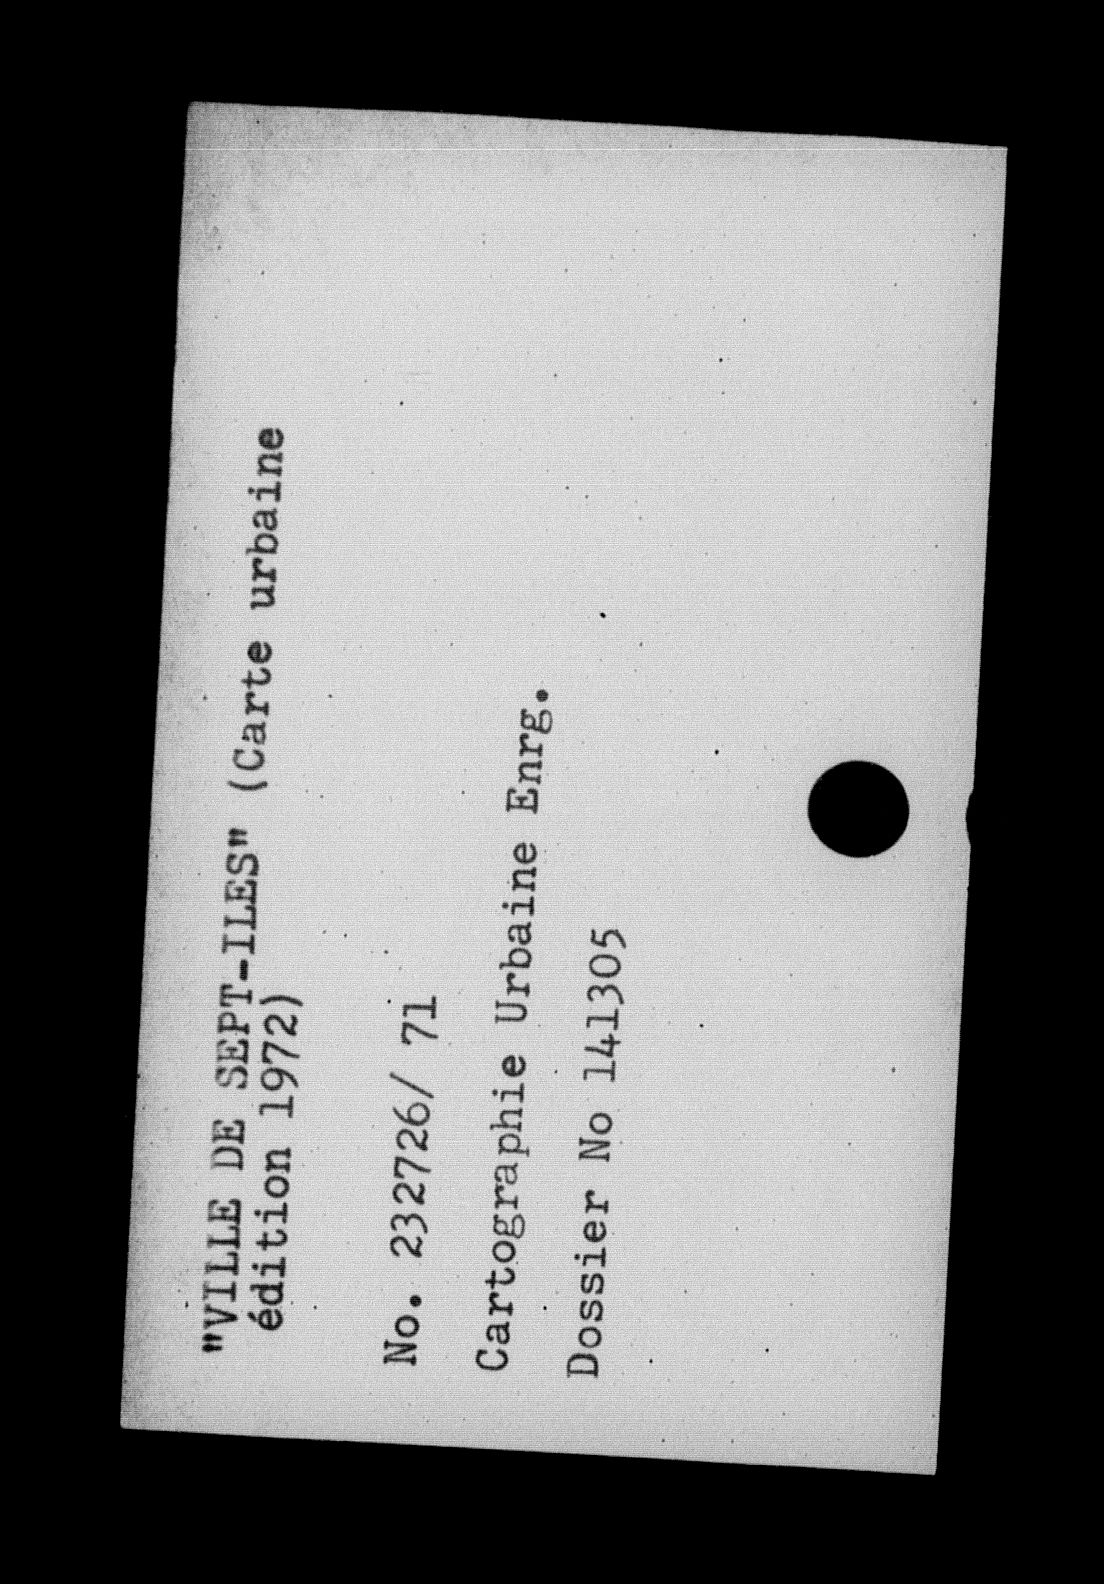 "VILLE DE SEPT-ILES" (Carte urbaine
édition 1972)
No. 232726/ 71
Cartographie Urbaine Enrg.
Dossier No 141305